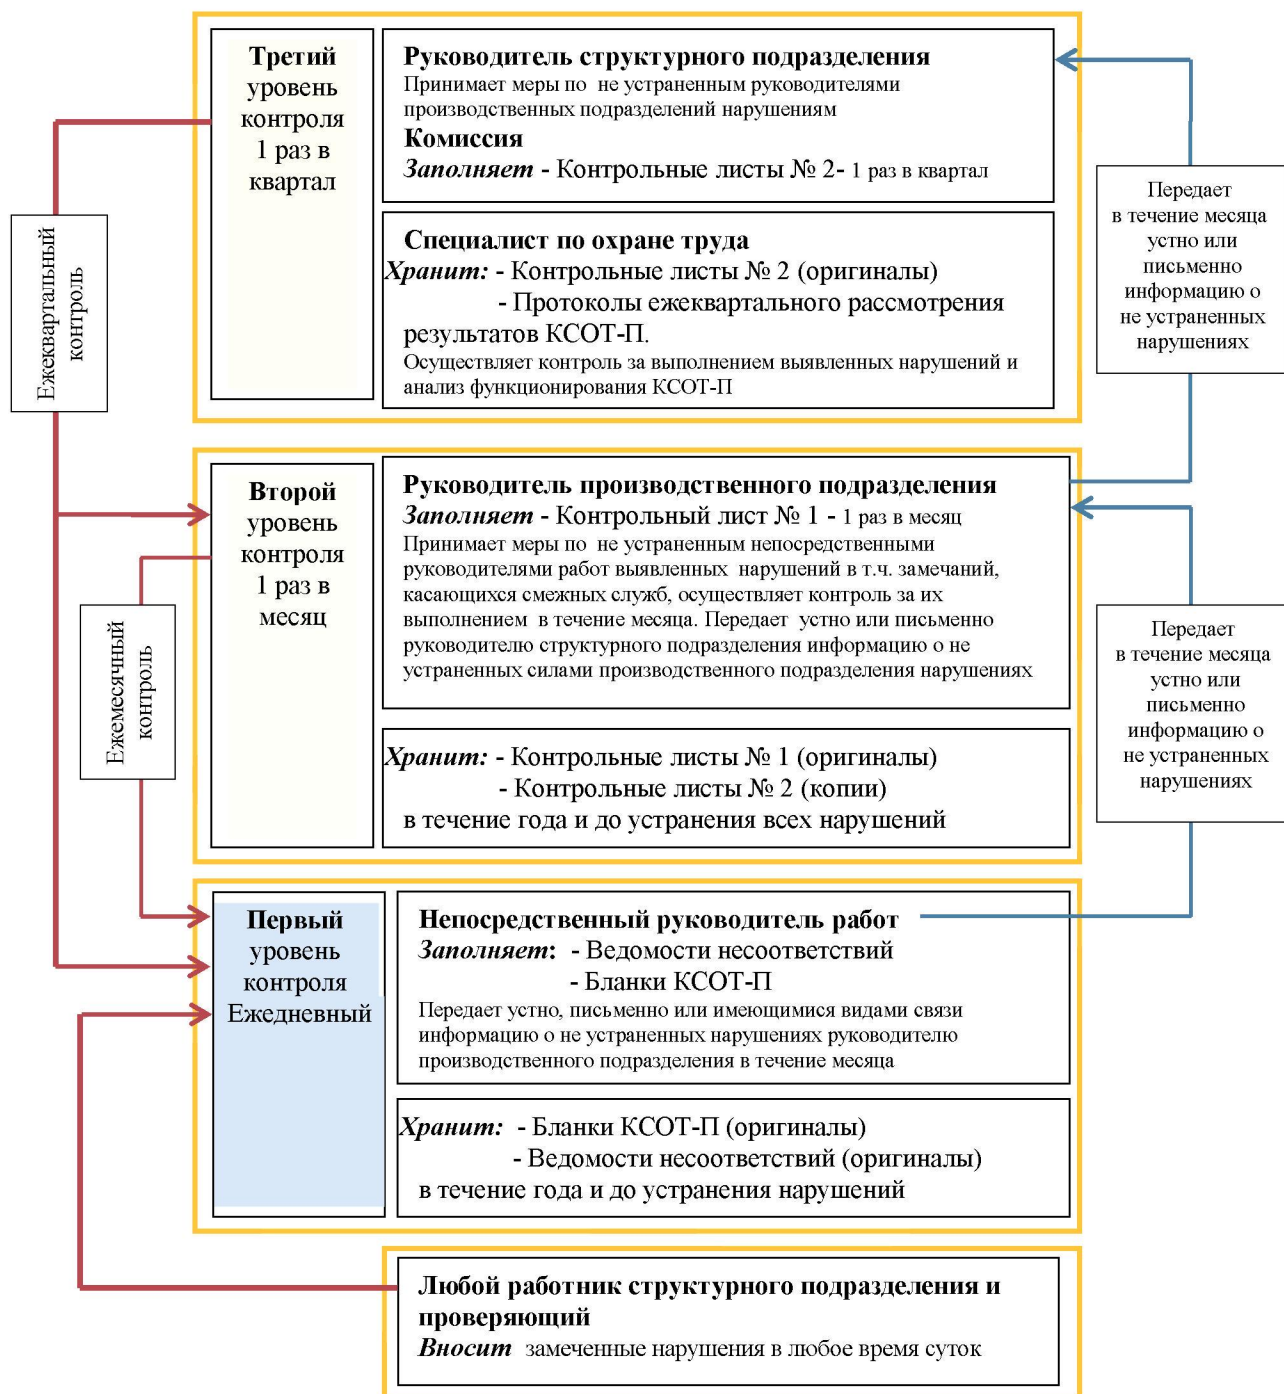 Третий
уровень
контроля
1 раз в
квартал
Руководитель структурного подразделения
Принимает меры по не устраненным руководителями
производственных подразделений нарушениям
Комиссия
Заполняет - Контрольные листы № 2- 1 раз в квартал
Специалист по охране труда
Хранит: - Контрольные листы № 2 (оригиналы)
- Протоколы ежеквартального рассмотрения
результатов КСОТ-П.
Осуществляет контроль за выполнением выявленных нарушений и
анализ функционирования КСОТ-П
Ежеквартальный
контроль
Передает
в течение месяца
устно или
письменно
информацию о
не устраненных
нарушениях
Второй
уровень
контроля
1 раз в
месяц
Руководитель производственного подразделения
Заполняет - Контрольный лист № 1 - 1 раз в месяц
Принимает меры по не устраненным непосредственными
руководителями работ выявленных нарушений в т.ч. замечаний,
касающихся смежных служб, осуществляет контроль за их
выполнением в течение месяца. Передает устно или письменно
руководителю структурного подразделения информацию о не
устраненных силами производственного подразделения нарушениях
Хранит: - Контрольные листы № 1 (оригиналы)
- Контрольные листы № 2 (копии)
в течение года и до устранения всех нарушений
Ежемесячный
контроль
Передает
в течение месяца
устно или
письменно
информацию о
не устраненных
нарушениях
Первый
уровень
контроля
Ежедневный
Непосредственный руководитель работ
Заполняет: - Ведомости несоответствий
- Бланки КСОТ-П
Передает устно, письменно или имеющимися видами связи
информацию о не устраненных нарушениях руководителю
производственного подразделения в течение месяца
Хранит: - Бланки КСОТ-П (оригиналы)
- Ведомости несоответствий (оригиналы)
в течение года и до устранения нарушений
Любой работник структурного подразделения и
проверяющий
Вносит замеченные нарушения в любое время суток